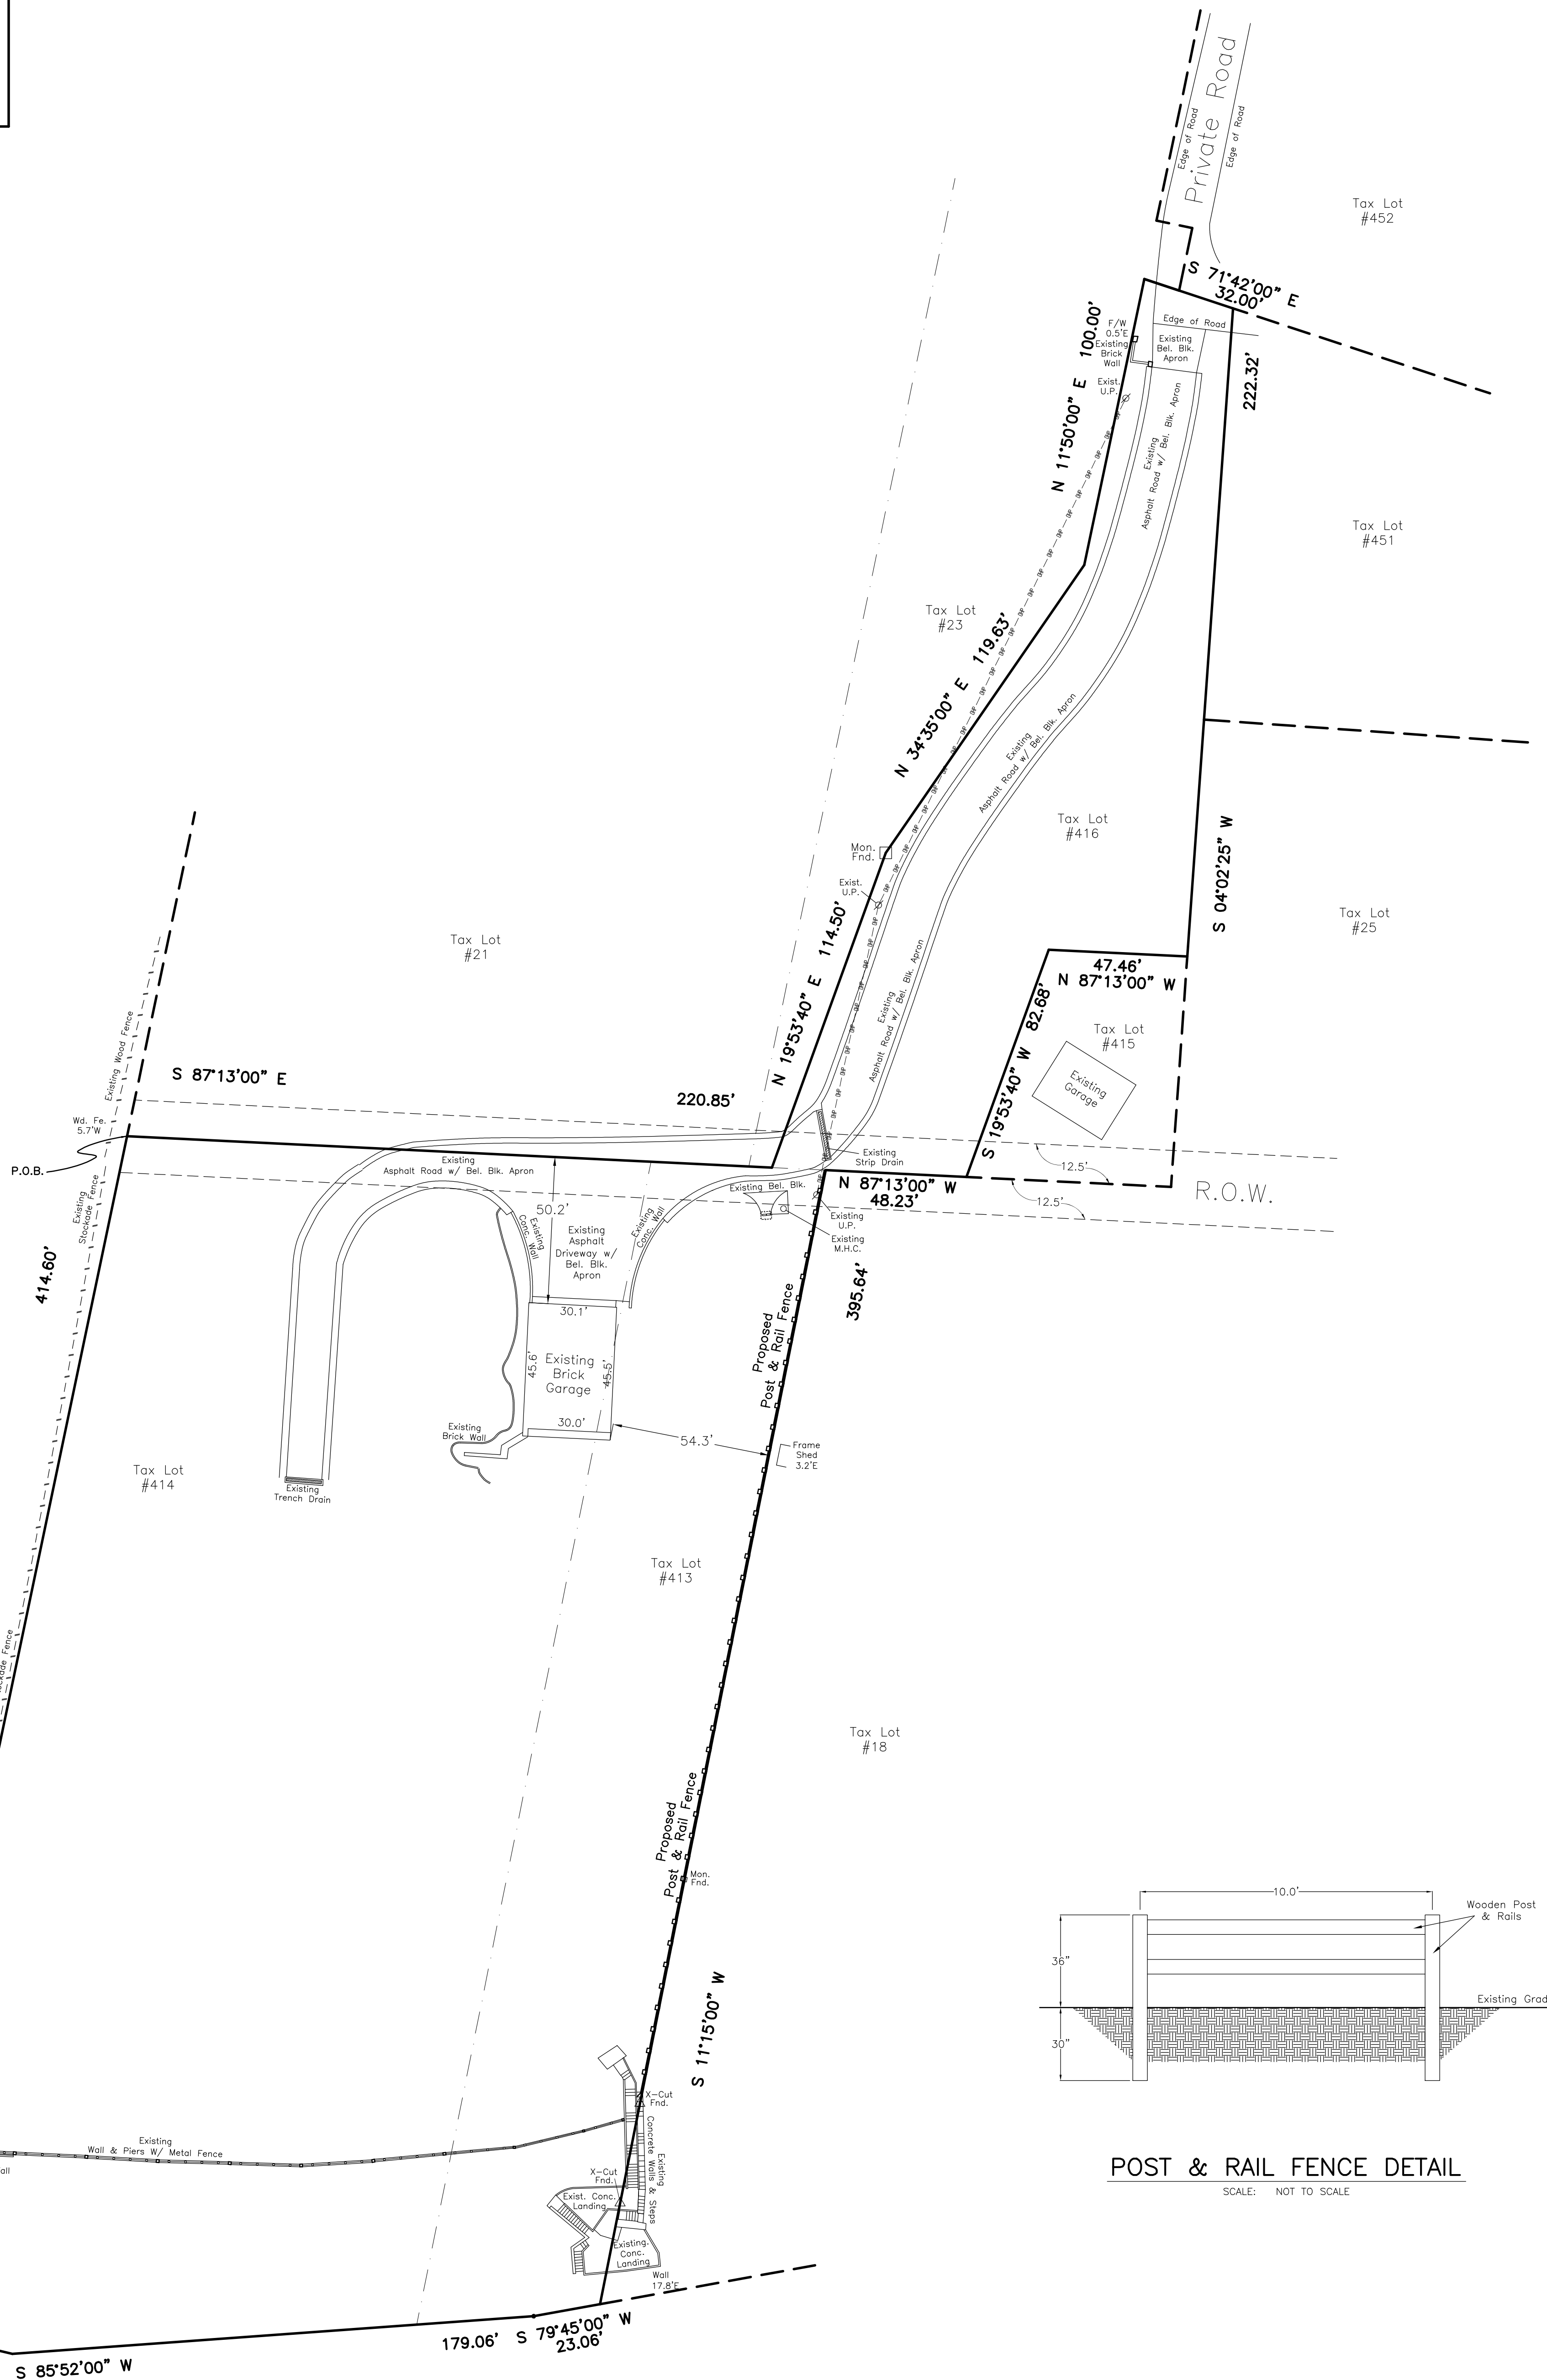 Private Road
Edge of Road
Edge of Road
Tax Lot
#452
S 71°42'00" E
32.00'
Edge of Road
F/W
0.5'E
Existing
Brick
Wall
Existing
Bel. Blk.
Apron
N 11°50'00" E 100.00'
Exist.
U.P.
222.32'
Existing
Asphalt Road w/ Bel. Blk. Apron
Tax Lot
#451
Tax Lot
#23
N 34°35'00" E 119.63'
Existing
Asphalt Road w/ Bel. Blk. Apron
Tax Lot
#416
S 04°02'25" W
Mon.
Fnd.
Exist.
U.P.
Tax Lot
#25
Tax Lot
#21
N 19°53'40" E 114.50'
Existing
Asphalt Road w/ Bel. Blk. Apron
47.46'
N 87°13'00" W
S 19°53'40" W 82.68'
Tax Lot
#415
Existing
Garage
Existing Wood Fence
S 87°13'00" E
220.85'
Wd. Fe.
5.7'W
P.O.B.
Existing
Asphalt Road w/ Bel. Blk. Apron
Existing
Strip Drain
12.5'
12.5'
R.O.W.
N 87°13'00" W
48.23'
Existing Bel. Blk.
Existing
U.P.
Existing
M.H.C.
Existing
Stockade Fence
50.2'
Existing
Conc. Wall
Existing
Asphalt
Driveway w/
Bel. Blk.
Apron
Existing
Conc. Wall
414.60'
395.64'
30.1'
45.6'
Existing
Brick
Garage
45.5'
30.0'
Proposed
Post & Rail Fence
54.3'
Frame
Shed
3.2'E
Existing
Brick Wall
Tax Lot
#414
Existing
Trench Drain
Tax Lot
#413
Tax Lot
#18
ckade Fence
Proposed
Post & Rail Fence
Mon.
Fnd.
S 11°15'00" W
10.0'
Wooden Post
& Rails
36"
Existing Grad
30"
POST & RAIL FENCE DETAIL
SCALE: NOT TO SCALE
X-Cut
Fnd.
Existing
Concrete Walls & Steps
Existing
Wall & Piers W/ Metal Fence
all
X-Cut
Fnd.
Exist. Conc.
Landing
Existing.
Conc.
Landing
Wall
17.8'E
179.06'
S 79°45'00" W
23.06'
S 85°52'00" W